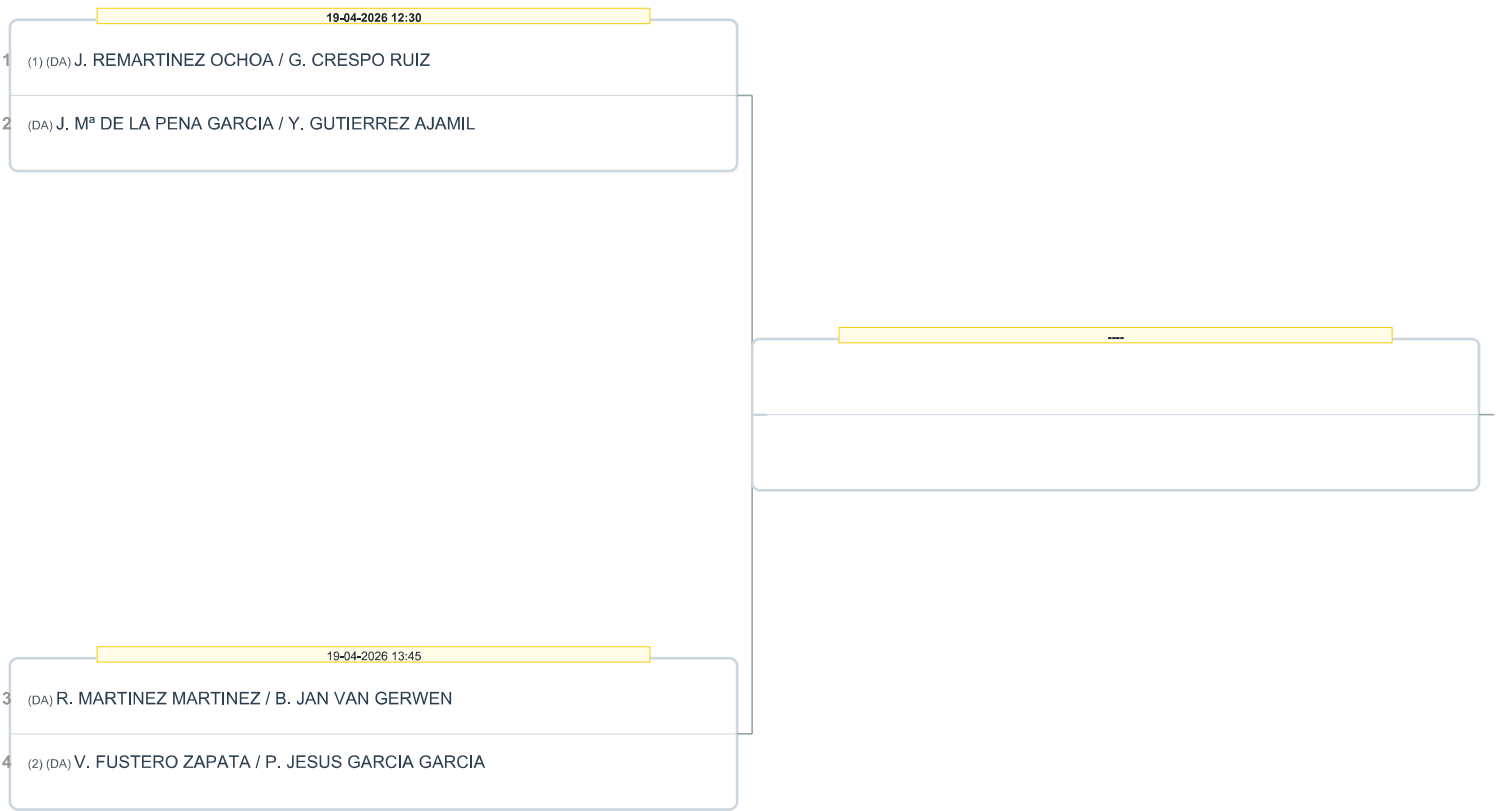 19-04-2026 12:30
1 (1) (DA) J. REMARTINEZ OCHOA / G. CRESPO RUIZ
2 (DA) J. Mª DE LA PENA GARCIA / Y. GUTIERREZ AJAMIL
----
19-04-2026 13:45
3 (DA) R. MARTINEZ MARTINEZ / B. JAN VAN GERWEN
4 (2) (DA) V. FUSTERO ZAPATA / P. JESUS GARCIA GARCIA